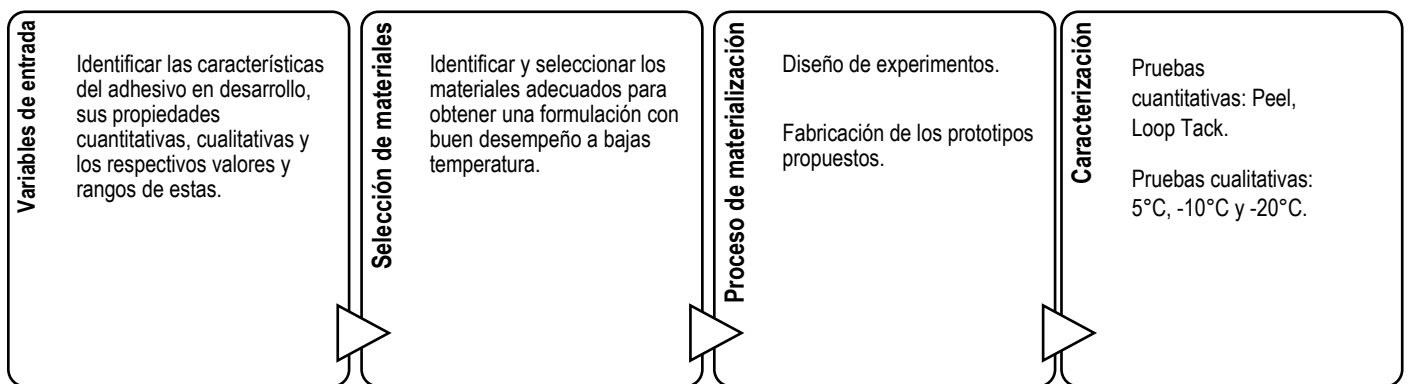 Variables de entrada
Identificar las características
del adhesivo en desarrollo,
sus propiedades
cuantitativas, cualitativas y
los respectivos valores y
rangos de estas.
Selección de materiales
Identificar y seleccionar los
materiales adecuados para
obtener una formulación con
buen desempeño a bajas
temperatura.
Proceso de materialización
Diseño de experimentos.
Fabricación de los prototipos
propuestos.
Caracterización
Pruebas
cuantitativas: Peel,
Loop Tack.
Pruebas cualitativas:
5°C, -10°C y -20°C.